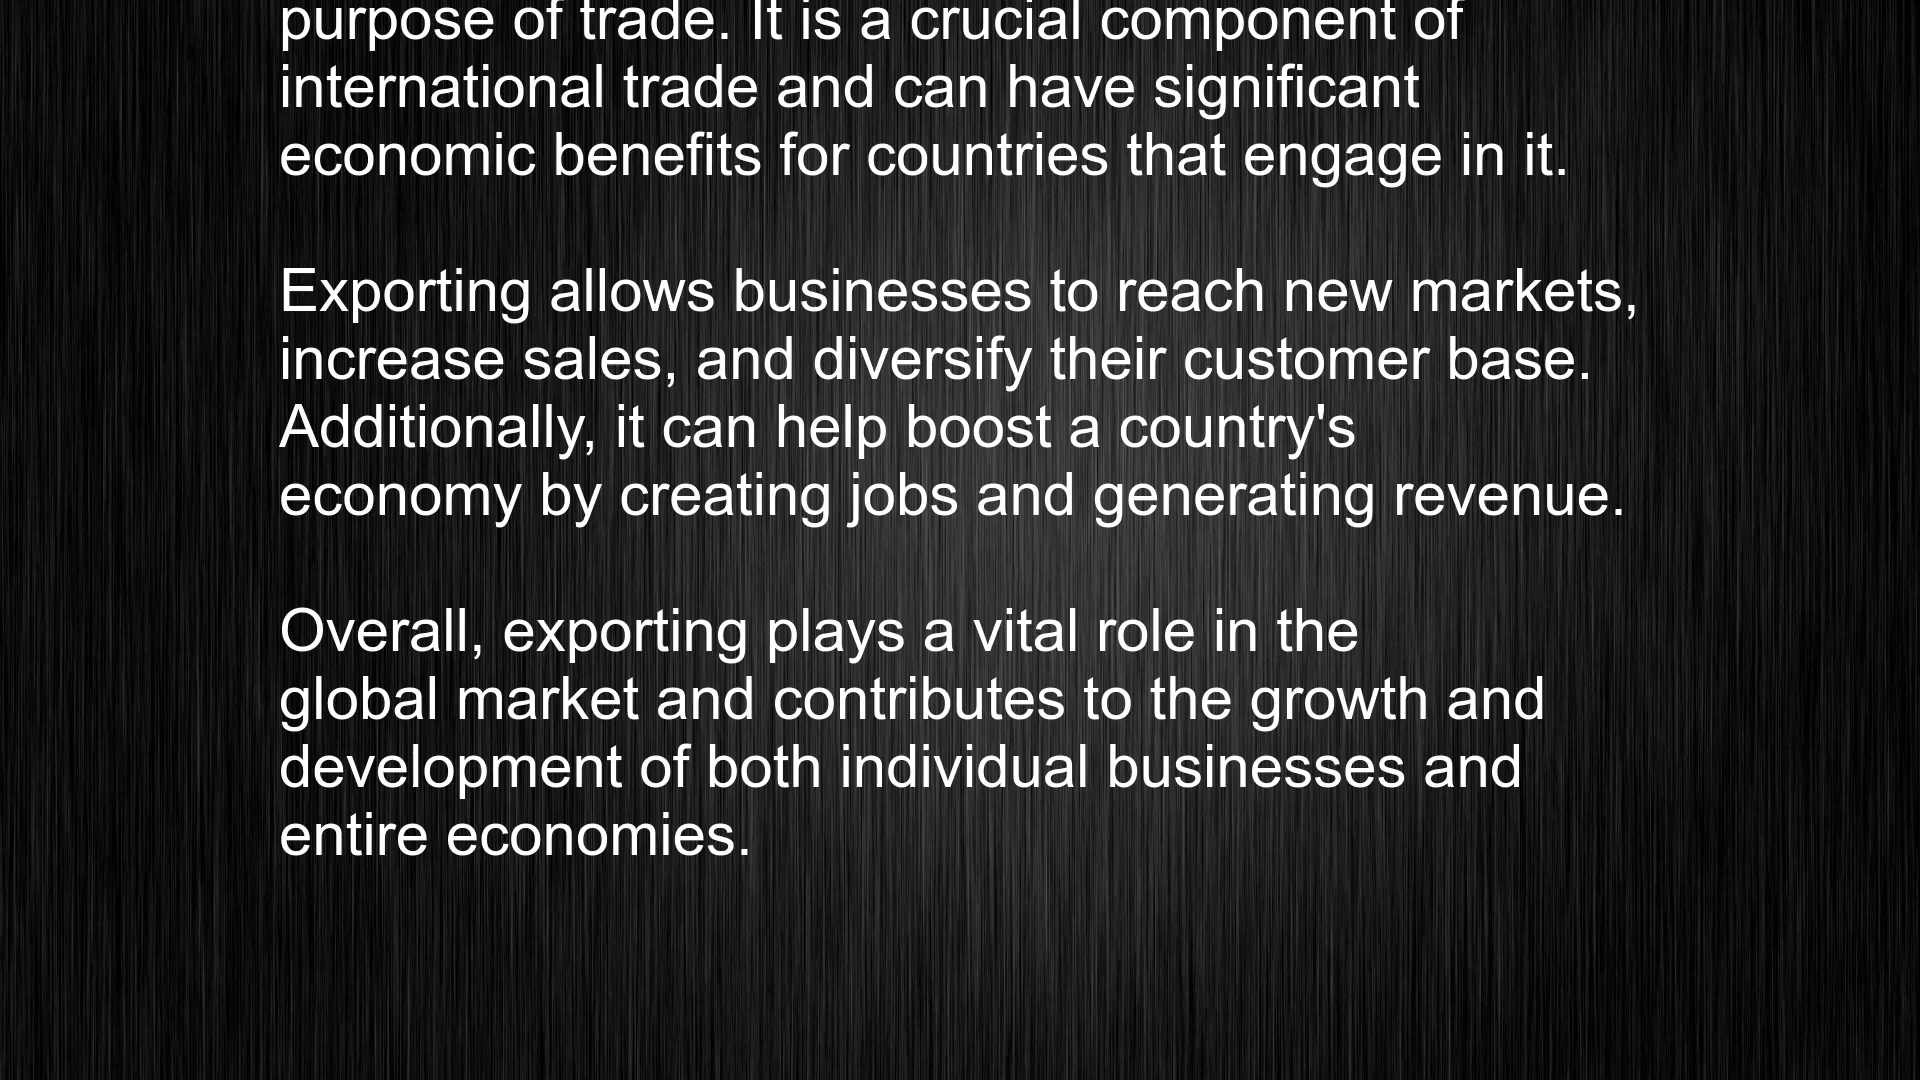 purpose of trade. It is a crucial component of
international trade and can have significant
economic benefits for countries that engage in it.
Exporting allows businesses to reach new markets,
increase sales, and diversify their customer base.
Additionally, it can help boost a country's
economy by creating jobs and generating revenue.
Overall, exporting plays a vital role in the
global market and contributes to the growth and
development of both individual businesses and
entire economies.